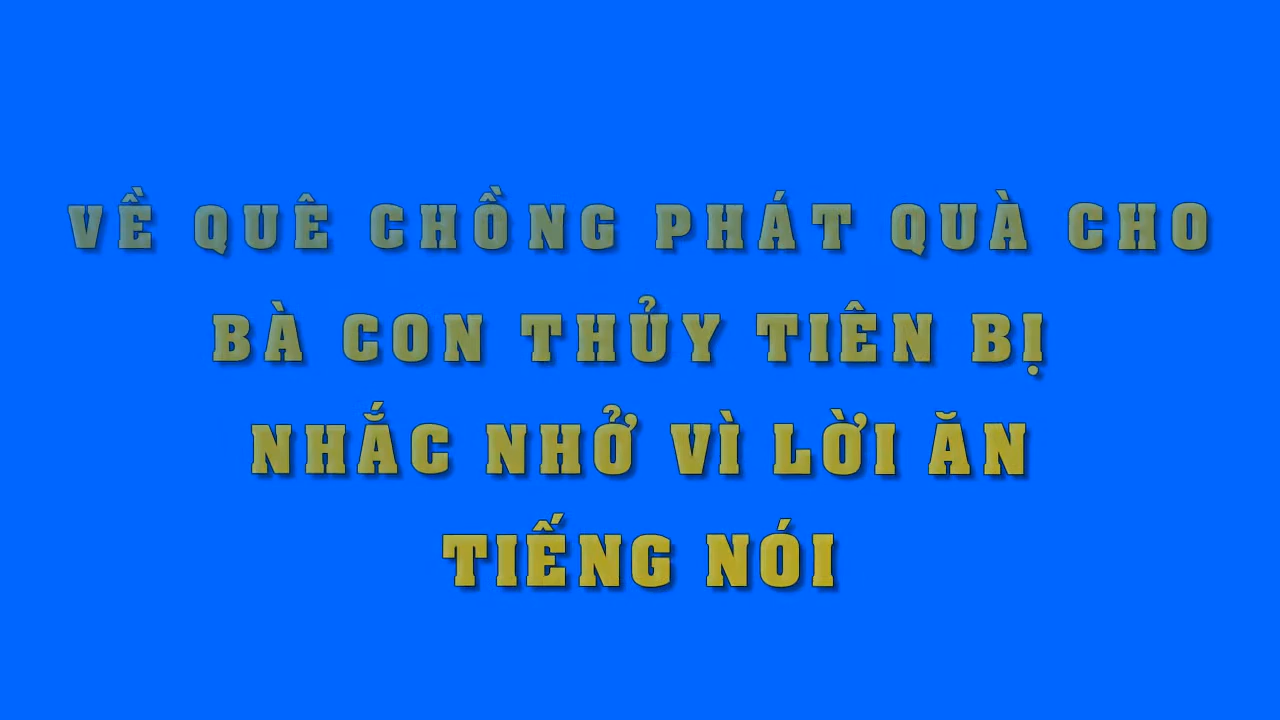 VỀ QUÊ CHỒNG PHÁT QUÀ CHO
BÀ CON THỦY TIÊN BỊ
NHẮC NHỞ VÌ LỜI ĂN
TIẾNG NÓI